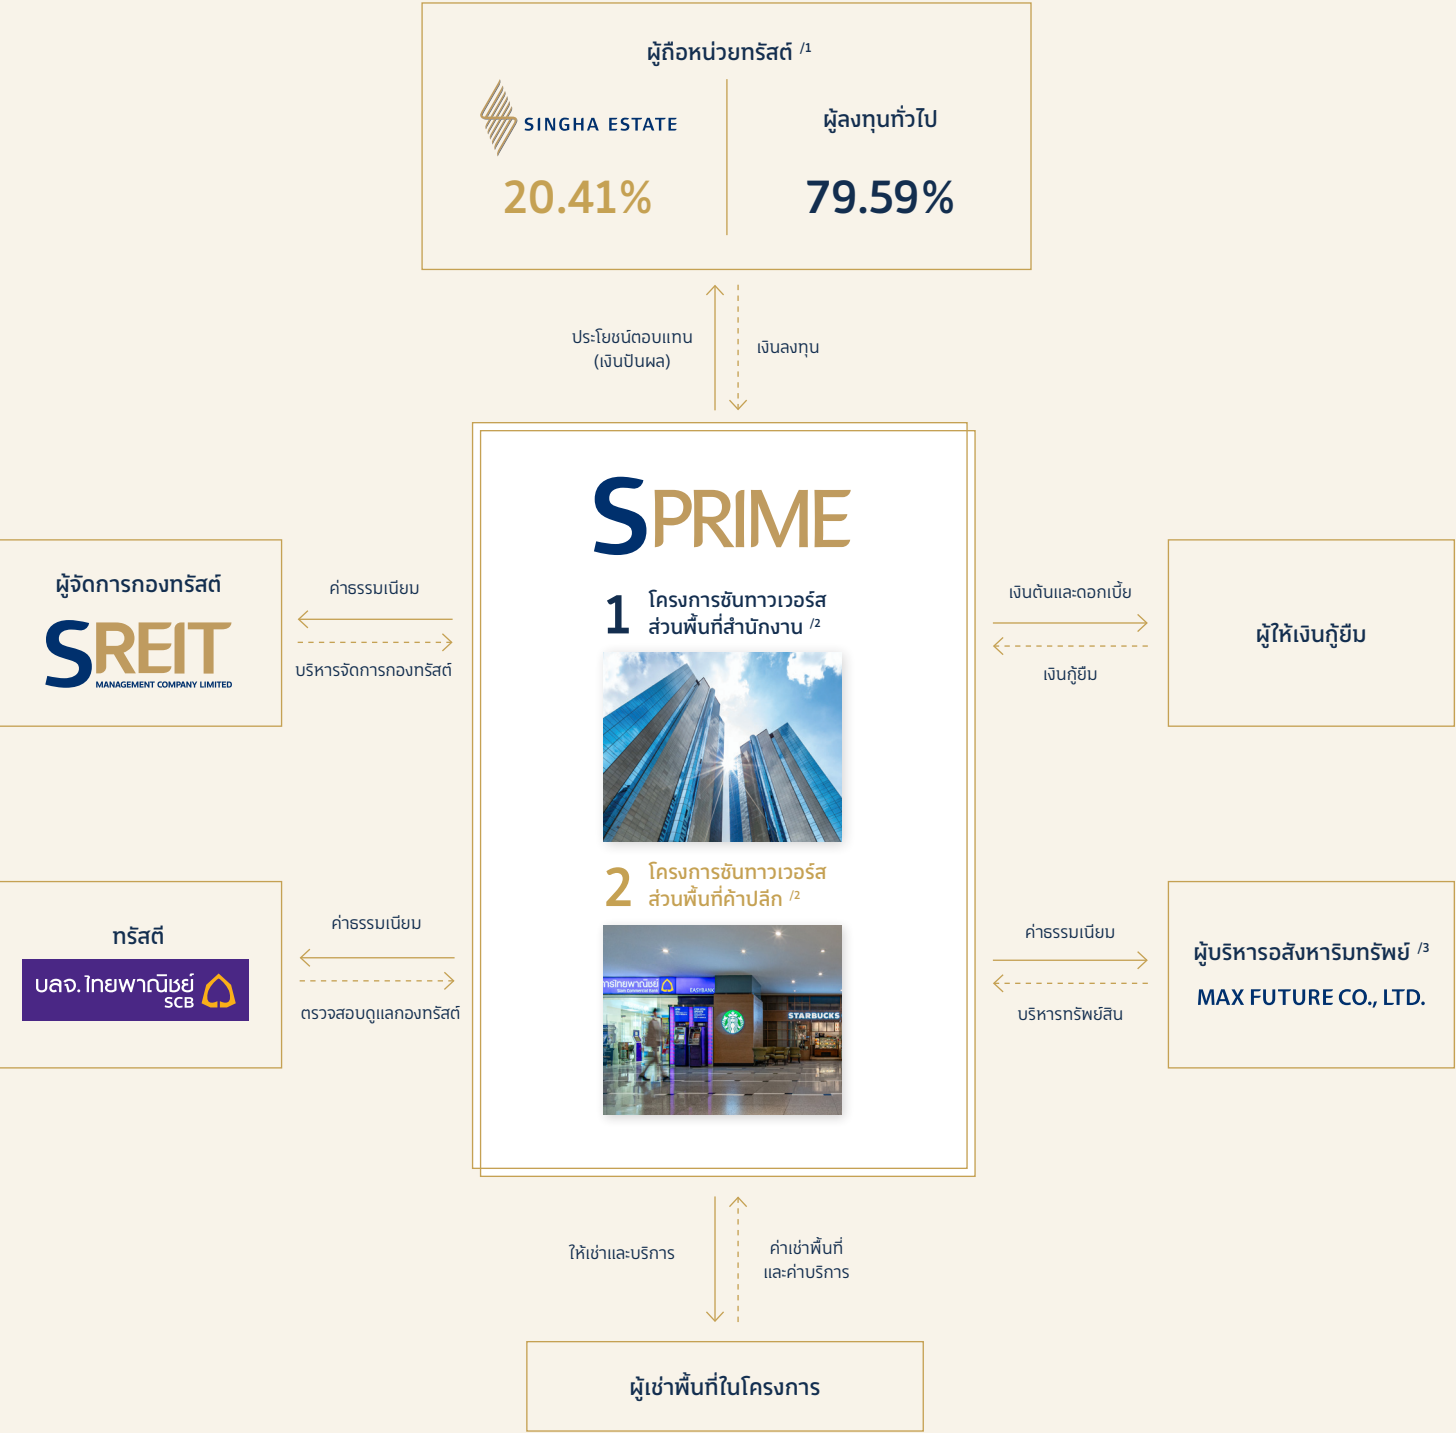 ผู้ถือหน่วยทรัสต์ /1
SINGHA ESTATE
20.41%
ผู้ลงทุนทั่วไป
79.59%
ประโยชน์ตอบแทน
(เงินปันผล)
เงินลงทุน
SPRIME
1 โครงการซันทาวเวอร์ส
ส่วนพื้นที่สำนักงาน /2
2 โครงการซันทาวเวอร์ส
ส่วนพื้นที่ค้าปลีก /2
EASYBANK
STARBUCKS
ผู้จัดการกองทรัสต์
SREIT
MANAGEMENT COMPANY LIMITED
ค่าธรรมเนียม
บริหารจัดการกองทรัสต์
เงินต้นและดอกเบี้ย
เงินกู้ยืม
ผู้ให้เงินกู้ยืม
ทรัสตี
บลจ. ไทยพาณิชย์
SCB
ค่าธรรมเนียม
ตรวจสอบดูแลกองทรัสต์
ค่าธรรมเนียม
บริหารทรัพย์สิน
ผู้บริหารอสังหาริมทรัพย์ /3
MAX FUTURE CO., LTD.
ให้เช่าและบริการ
ค่าเช่าพื้นที่
และค่าบริการ
ผู้เช่าพื้นที่ในโครงการ